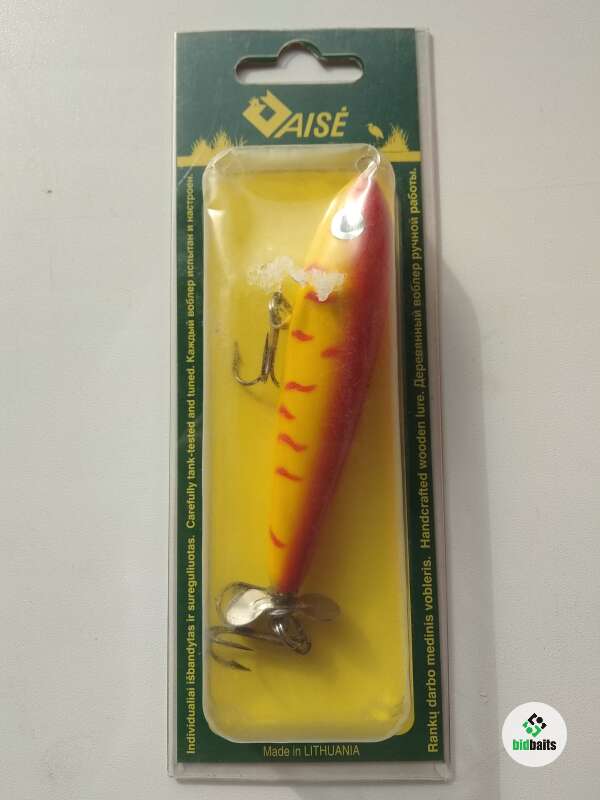 AISĖ
Individualiai išbandytas ir sureguliuotas. Carefully tank-tested and tuned. Каждый воблер испытан и настроен.
Rankų darbo medinis vobleris. Handcrafted wooden lure. Деревянный воблер ручной работы.
Made in LITHUANIA
bidbaits